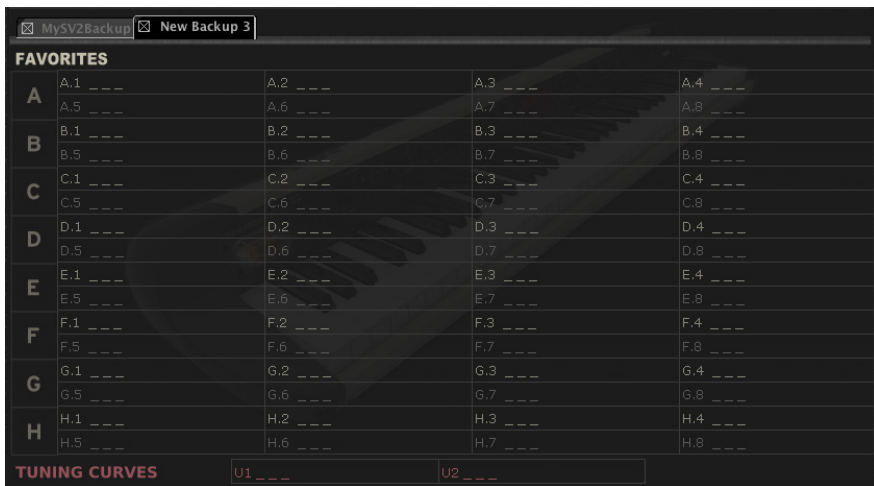 MySV2Backup New Backup 3
FAVORITES
A
A.1 _ _ _ A.2 _ _ _ A.3 _ _ _ A.4 _ _ _
A.5 _ _ _ A.6 _ _ _ A.7 _ _ _ A.8 _ _ _
B
B.1 _ _ _ B.2 _ _ _ B.3 _ _ _ B.4 _ _ _
B.5 _ _ _ B.6 _ _ _ B.7 _ _ _ B.8 _ _ _
C
C.1 _ _ _ C.2 _ _ _ C.3 _ _ _ C.4 _ _ _
C.5 _ _ _ C.6 _ _ _ C.7 _ _ _ C.8 _ _ _
D
D.1 _ _ _ D.2 _ _ _ D.3 _ _ _ D.4 _ _ _
D.5 _ _ _ D.6 _ _ _ D.7 _ _ _ D.8 _ _ _
E
E.1 _ _ _ E.2 _ _ _ E.3 _ _ _ E.4 _ _ _
E.5 _ _ _ E.6 _ _ _ E.7 _ _ _ E.8 _ _ _
F
F.1 _ _ _ F.2 _ _ _ F.3 _ _ _ F.4 _ _ _
F.5 _ _ _ F.6 _ _ _ F.7 _ _ _ F.8 _ _ _
G
G.1 _ _ _ G.2 _ _ _ G.3 _ _ _ G.4 _ _ _
G.5 _ _ _ G.6 _ _ _ G.7 _ _ _ G.8 _ _ _
H
H.1 _ _ _ H.2 _ _ _ H.3 _ _ _ H.4 _ _ _
H.5 _ _ _ H.6 _ _ _ H.7 _ _ _ H.8 _ _ _
TUNING CURVES U1 _ _ _ U2 _ _ _